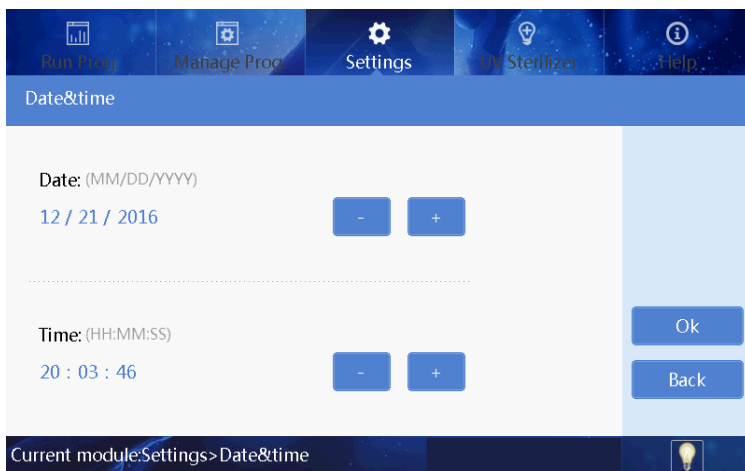 Run Prog.
Manage Prog.
Settings
UV Sterilizer
Help
Date&time
Date: (MM/DD/YYYY)
12 / 21 / 2016
- +
Time: (HH:MM:SS)
20 : 03 : 46
- +
Ok
Back
Current module:Settings>Date&time